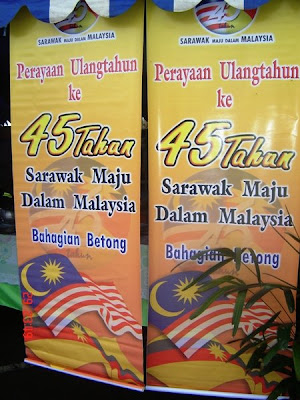 SARAWAK MAJU DALAM MALAYSIA
Perayaan Ulangtahun
ke
45 Tahun
Sarawak Maju
Dalam Malaysia
Bahagian Betong
SARAWAK MAJU DALAM MALAYSIA
Perayaan Ulangtahun
ke
45 Tahun
Sarawak Maju
Dalam Malaysia
Bahagian Betong